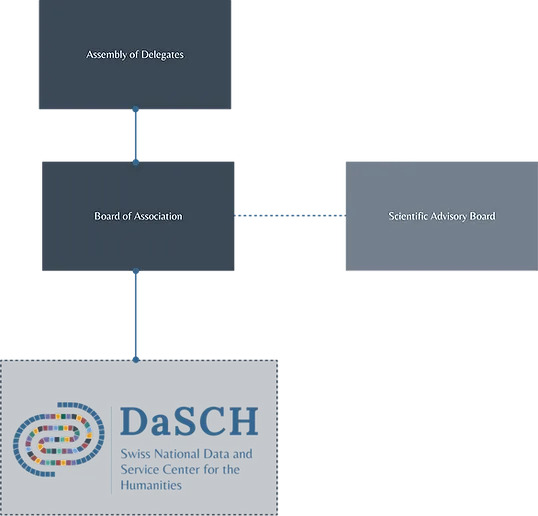 Assembly of Delegates
Board of Association
Scientific Advisory Board
DaSCH
Swiss National Data and
Service Center for the
Humanities